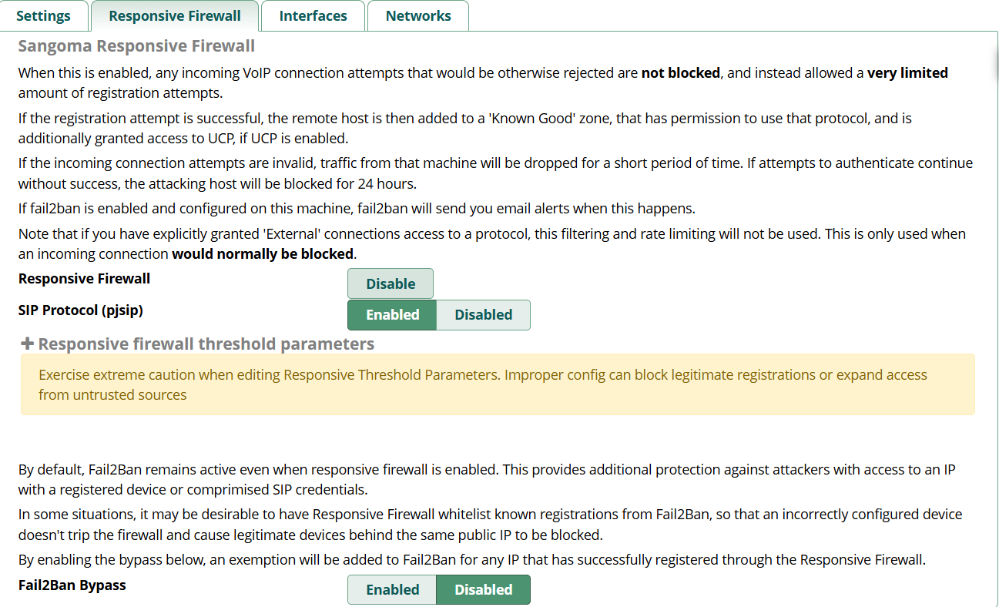 Settings
Responsive Firewall
Interfaces
Networks
Sangoma Responsive Firewall
When this is enabled, any incoming VoIP connection attempts that would be otherwise rejected are not blocked, and instead allowed a very limited
amount of registration attempts.
If the registration attempt is successful, the remote host is then added to a 'Known Good' zone, that has permission to use that protocol, and is
additionally granted access to UCP, if UCP is enabled.
If the incoming connection attempts are invalid, traffic from that machine will be dropped for a short period of time. If attempts to authenticate continue
without success, the attacking host will be blocked for 24 hours.
If fail2ban is enabled and configured on this machine, fail2ban will send you email alerts when this happens.
Note that if you have explicitly granted 'External' connections access to a protocol, this filtering and rate limiting will not be used. This is only used when
an incoming connection would normally be blocked.
Responsive Firewall
Disable
SIP Protocol (pjsip)
Enabled
Disabled
+ Responsive firewall threshold parameters
Exercise extreme caution when editing Responsive Threshold Parameters. Improper config can block legitimate registrations or expand access
from untrusted sources
By default, Fail2Ban remains active even when responsive firewall is enabled. This provides additional protection against attackers with access to an IP
with a registered device or comprimised SIP credentials.
In some situations, it may be desirable to have Responsive Firewall whitelist known registrations from Fail2Ban, so that an incorrectly configured device
doesn't trip the firewall and cause legitimate devices behind the same public IP to be blocked.
By enabling the bypass below, an exemption will be added to Fail2Ban for any IP that has successfully registered through the Responsive Firewall.
Fail2Ban Bypass
Enabled
Disabled